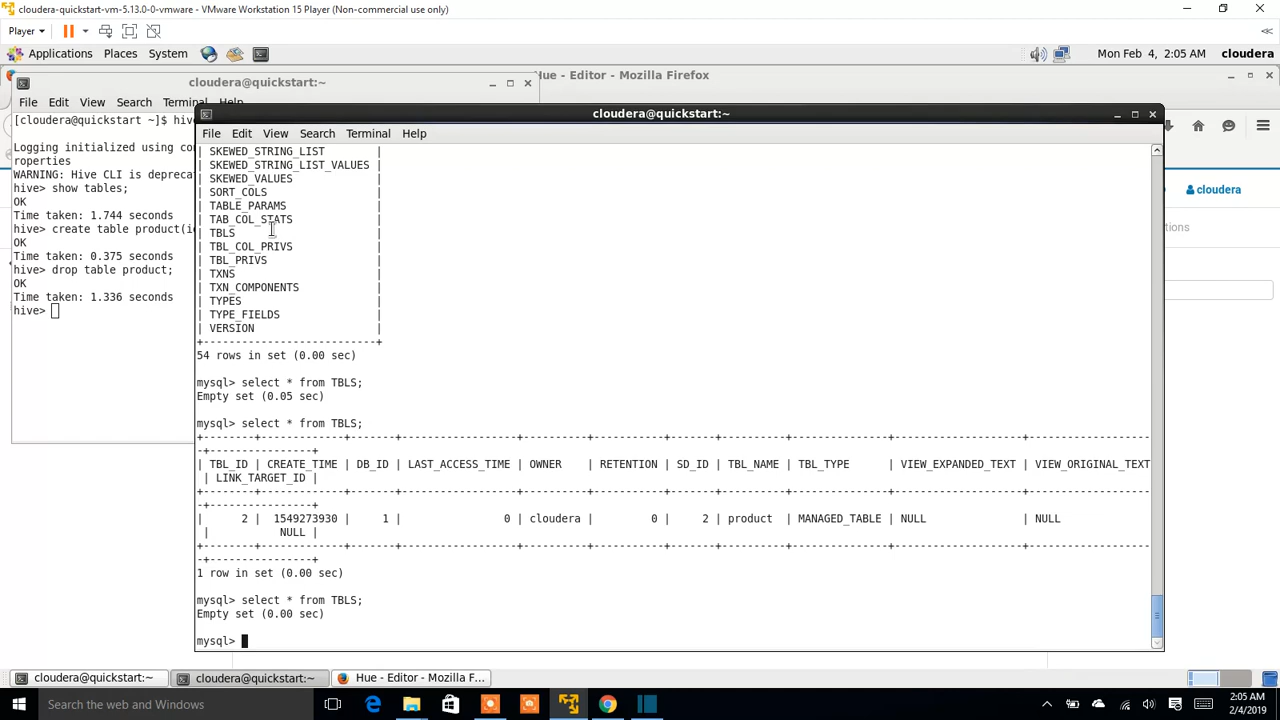 cloudera-quickstart-vm-5.13.0-0-vmware - VMware Workstation 15 Player (Non-commercial use only)
Player
Applications Places System Mon Feb 4, 2:05 AM cloudera
Hue - Editor - Mozilla Firefox
cloudera
cloudera@quickstart:~
File Edit View Search Terminal Help
[cloudera@quickstart ~]$ hiv
Logging initialized using con
roperties
WARNING: Hive CLI is deprecat
hive> show tables;
OK
Time taken: 1.744 seconds
hive> create table product(id
OK
Time taken: 0.375 seconds
hive> drop table product;
OK
Time taken: 1.336 seconds
hive>
cloudera@quickstart:~
File Edit View Search Terminal Help
| SKEWED_STRING_LIST |
| SKEWED_STRING_LIST_VALUES |
| SKEWED_VALUES |
| SORT_COLS |
| TABLE_PARAMS |
| TAB_COL_STATS |
| TBLS |
| TBL_COL_PRIVS |
| TBL_PRIVS |
| TXNS |
| TXN_COMPONENTS |
| TYPES |
| TYPE_FIELDS |
| VERSION |
+---------------------------+
54 rows in set (0.00 sec)
mysql> select * from TBLS;
Empty set (0.05 sec)
mysql> select * from TBLS;
+--------+-------------+-------+------------------+----------+-----------+-------+----------+---------------+--------------------+-------------------
-+----------------+
| TBL_ID | CREATE_TIME | DB_ID | LAST_ACCESS_TIME | OWNER | RETENTION | SD_ID | TBL_NAME | TBL_TYPE | VIEW_EXPANDED_TEXT | VIEW_ORIGINAL_TEXT
| LINK_TARGET_ID |
+--------+-------------+-------+------------------+----------+-----------+-------+----------+---------------+--------------------+-------------------
-+----------------+
| 2 | 1549273930 | 1 | 0 | cloudera | 0 | 2 | product | MANAGED_TABLE | NULL | NULL
| NULL |
+--------+-------------+-------+------------------+----------+-----------+-------+----------+---------------+--------------------+-------------------
-+----------------+
1 row in set (0.00 sec)
mysql> select * from TBLS;
Empty set (0.00 sec)
mysql>
cloudera@quickstart:~ cloudera@quickstart:~ Hue - Editor - Mozilla F...
Search the web and Windows
2:05 AM
2/4/2019